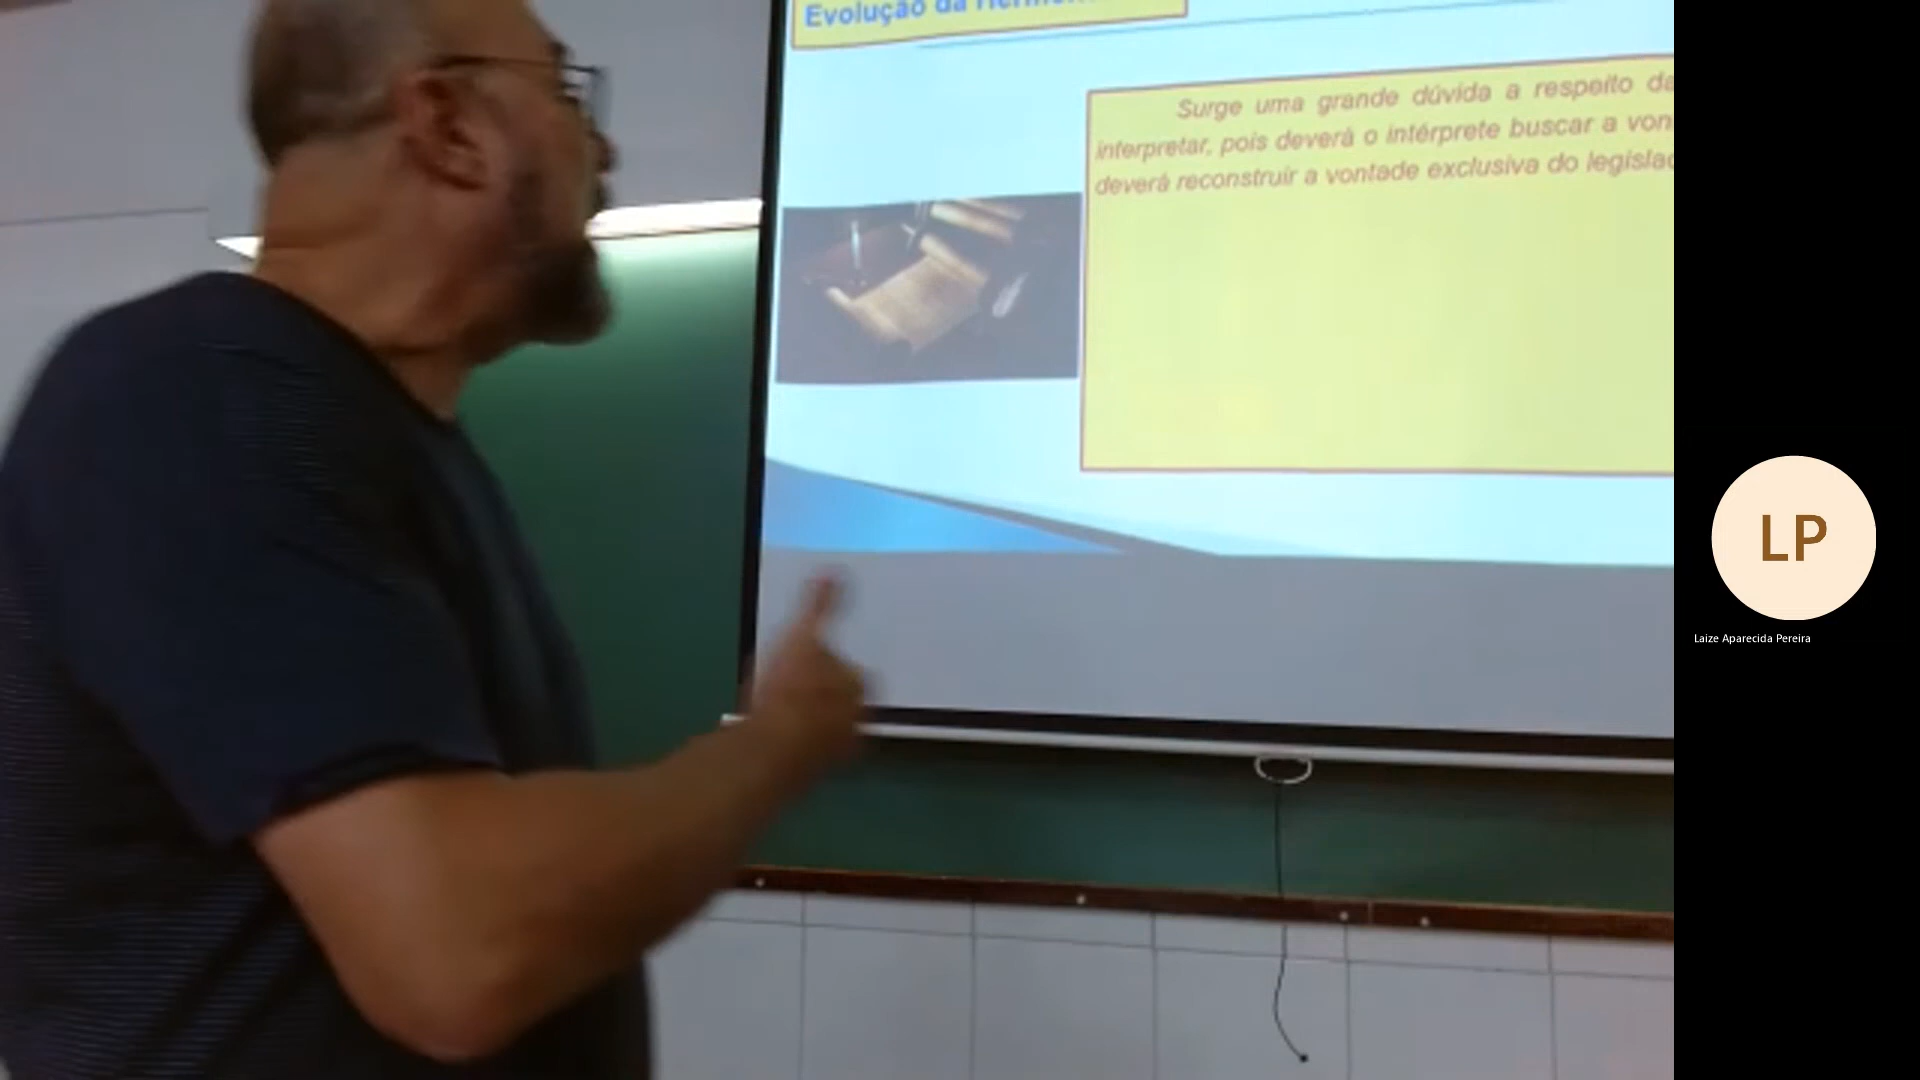 Evolução da
Surge uma grande dúvida a respeito da
interpretar, pois deverá o intérprete buscar a von
deverá reconstruir a vontade exclusiva do legislad
LP
Laize Aparecida Pereira